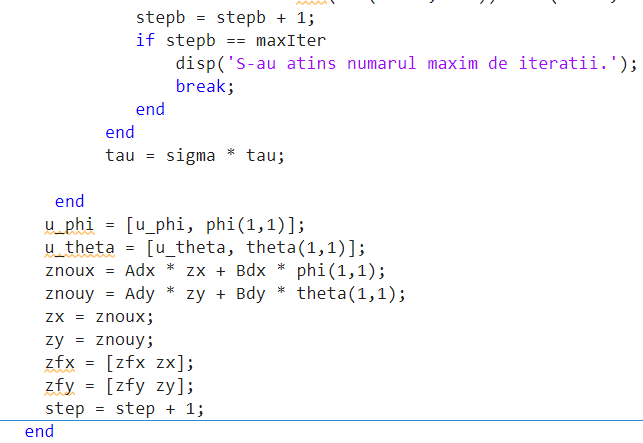 stepb = stepb + 1;
if stepb == maxIter
disp('S-au atins numarul maxim de iteratii.');
break;
end
end
tau = sigma * tau;
end
u_phi = [u_phi, phi(1,1)];
u_theta = [u_theta, theta(1,1)];
znoux = Adx * zx + Bdx * phi(1,1);
znouy = Ady * zy + Bdy * theta(1,1);
zx = znoux;
zy = znouy;
zfx = [zfx zx];
zfy = [zfy zy];
step = step + 1;
end